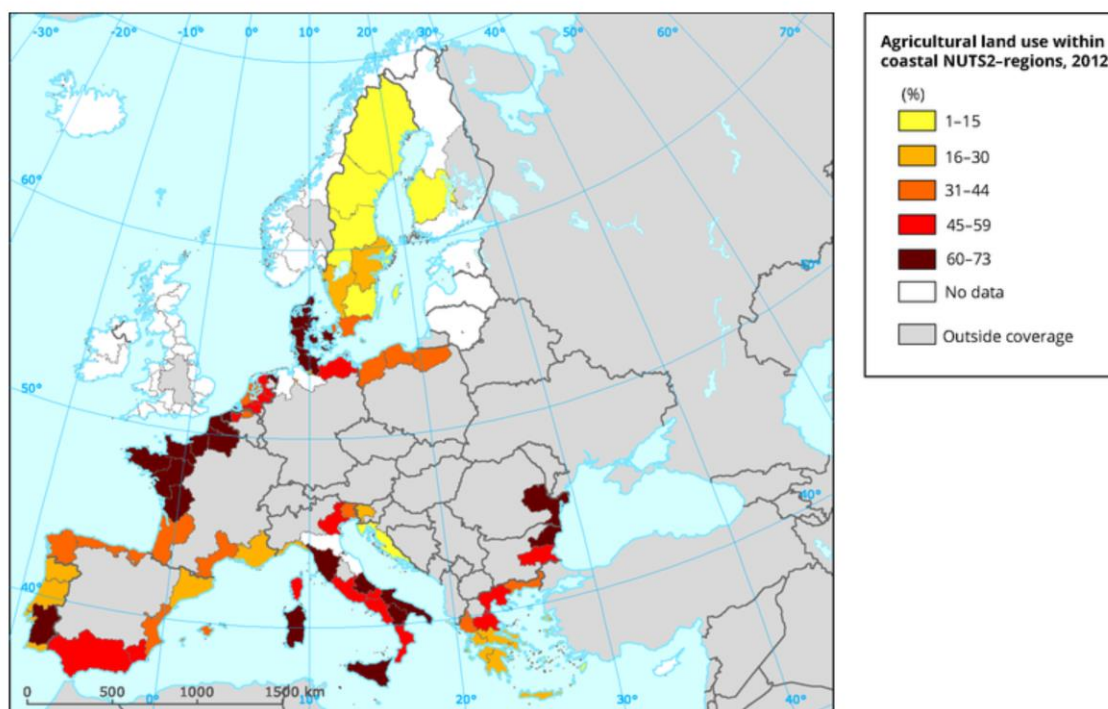 -30° -20° -10° 0° 10° 20° 30° 40° 50° 60° 70°
Agricultural land use within
coastal NUTS2–regions, 2012
(%)
1–15
16–30
31–44
45–59
60–73
No data
Outside coverage
60°
50°
50°
40°
40°
0 500 1000 1500 km
0° 10° 20° 30° 40°